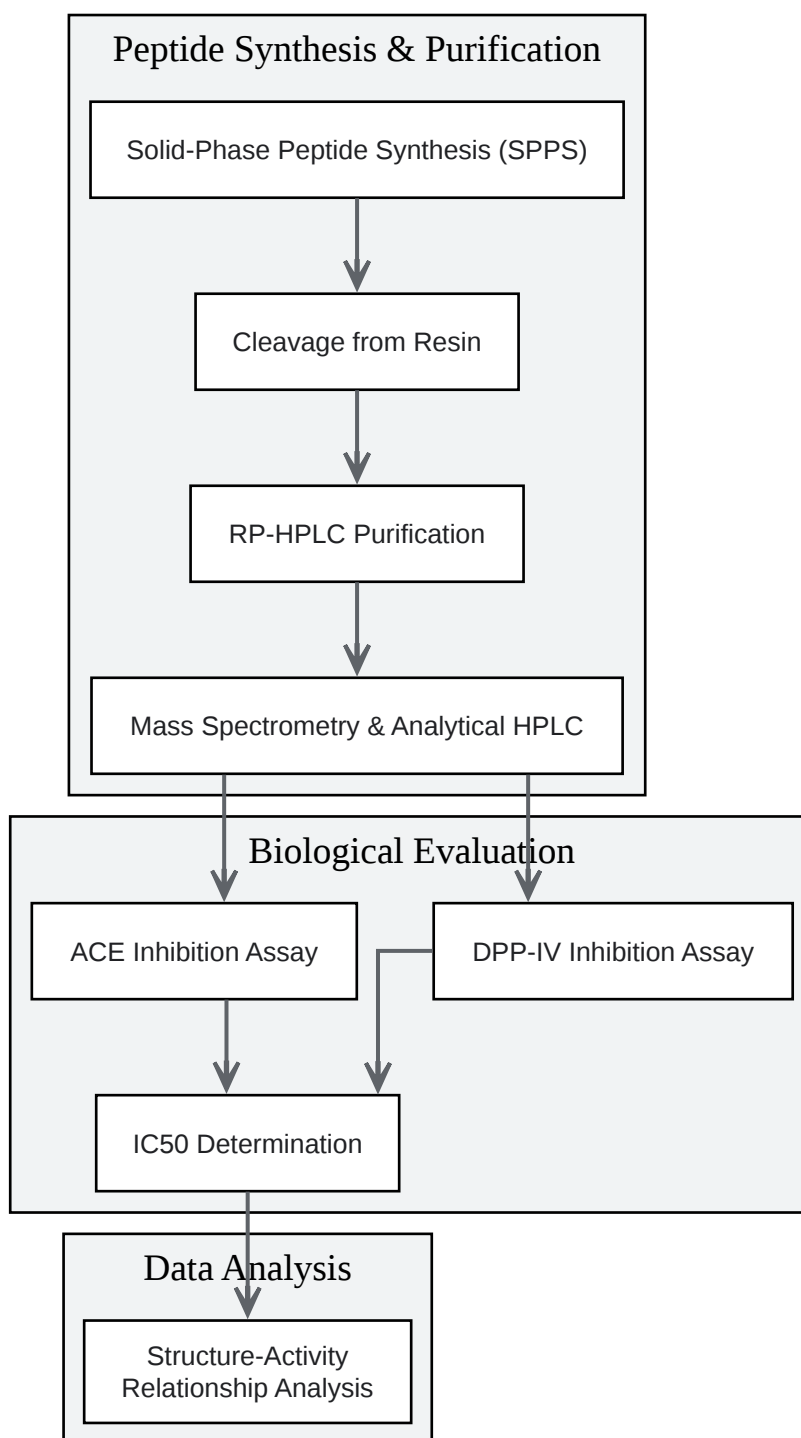 Peptide Synthesis & Purification
Solid-Phase Peptide Synthesis (SPPS)
Cleavage from Resin
RP-HPLC Purification
Mass Spectrometry & Analytical HPLC
Biological Evaluation
ACE Inhibition Assay
DPP-IV Inhibition Assay
IC50 Determination
Data Analysis
Structure-Activity
Relationship Analysis